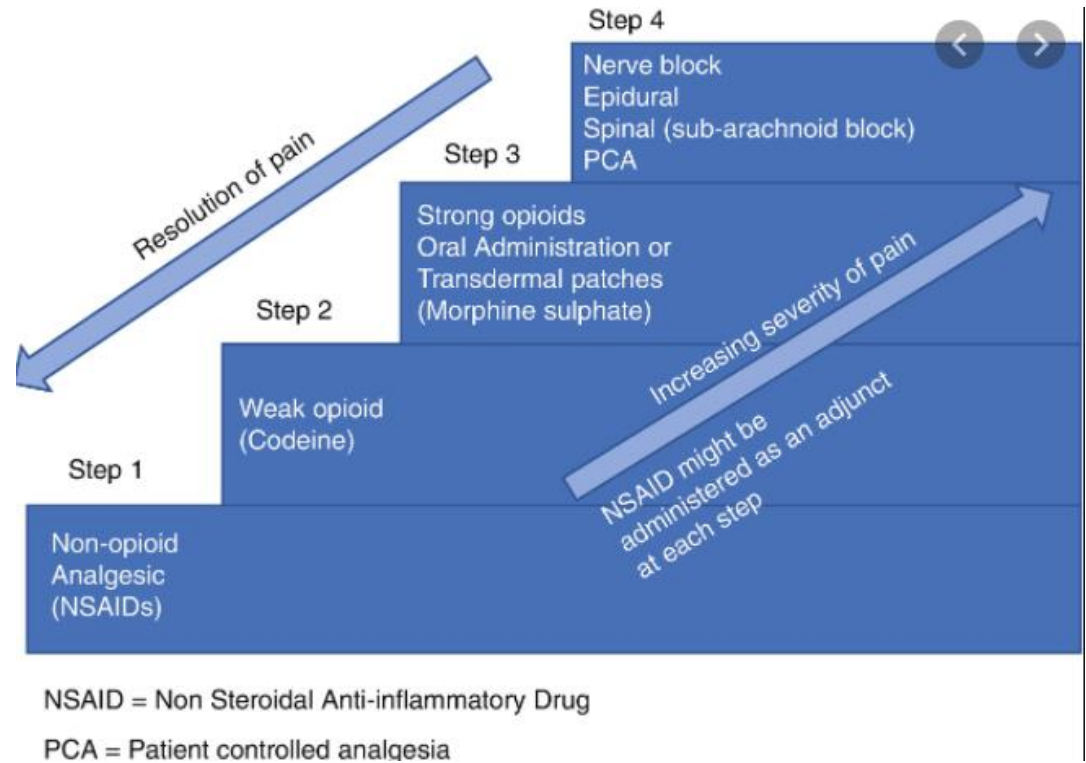 Step 4
Nerve block
Epidural
Spinal (sub-arachnoid block)
PCA
Step 3
Strong opioids
Oral Administration or
Transdermal patches
(Morphine sulphate)
Resolution of pain
Step 2
Weak opioid
(Codeine)
Increasing severity of pain
NSAID might be
administered as an adjunct
at each step
Step 1
Non-opioid
Analgesic
(NSAIDs)
NSAID = Non Steroidal Anti-inflammatory Drug
PCA = Patient controlled analgesia